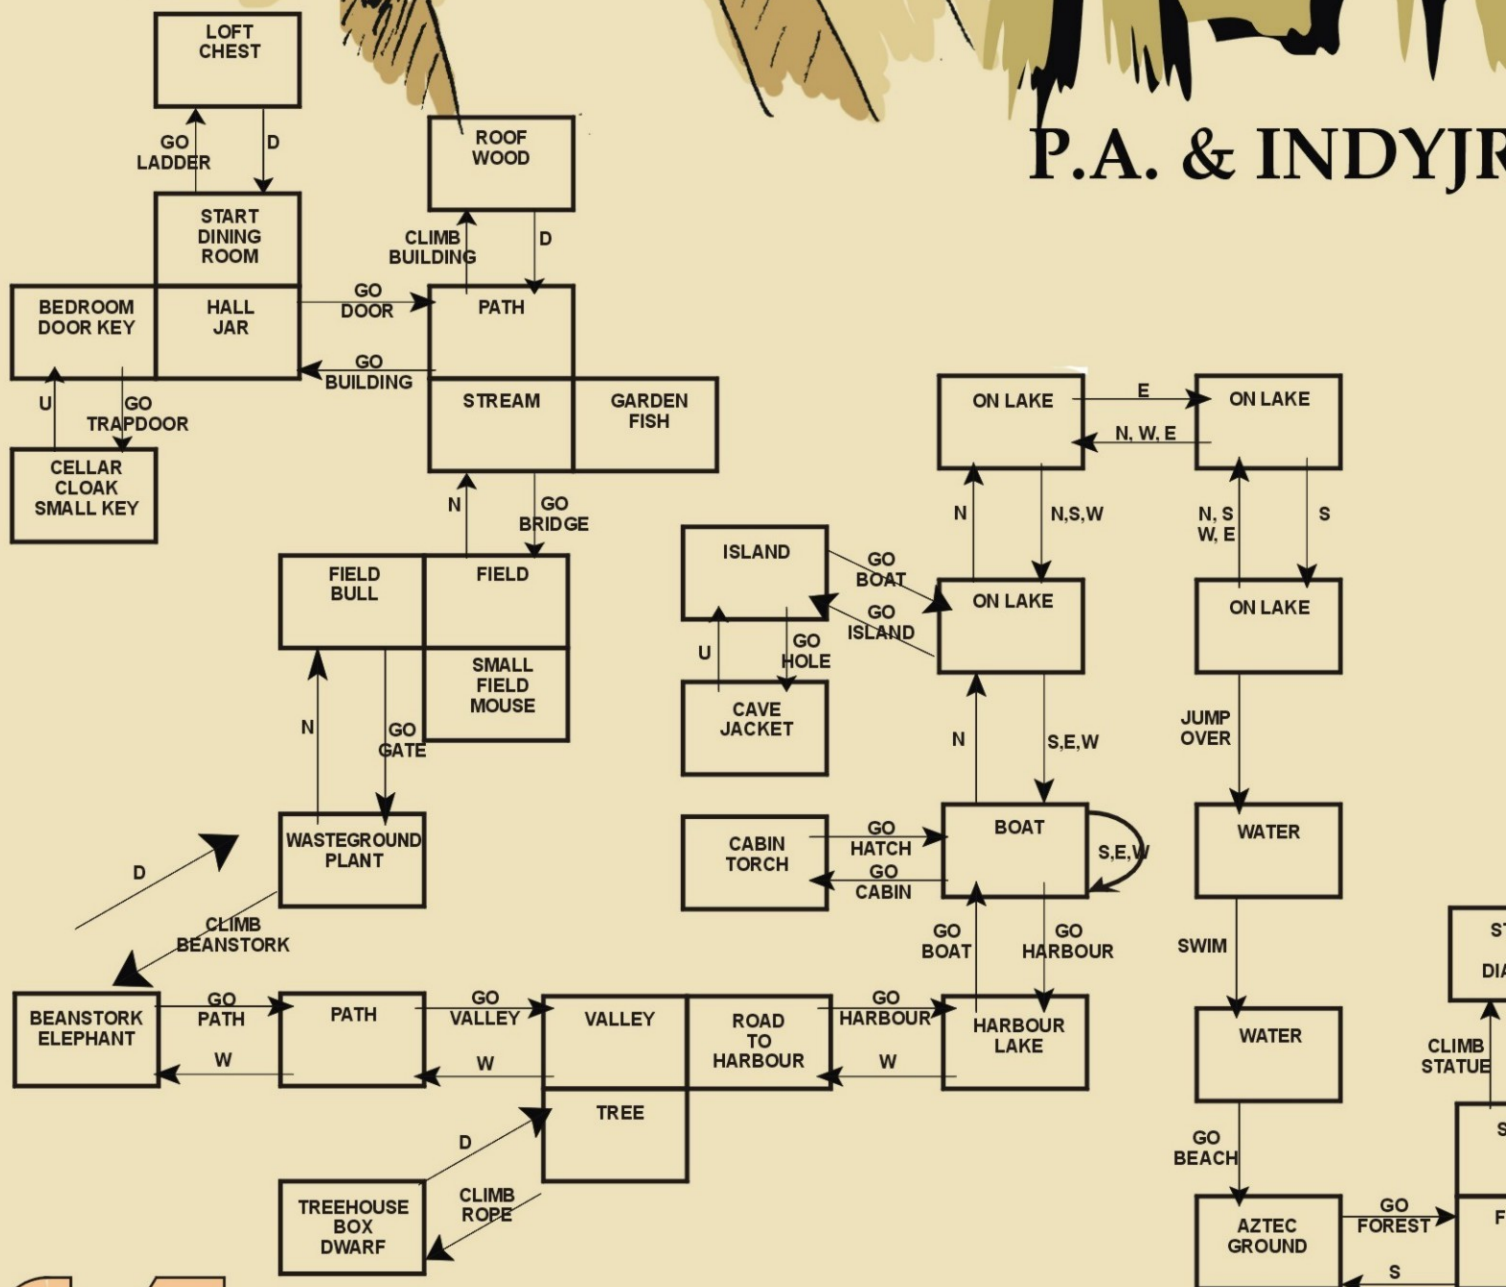 LOFT
CHEST
GO
LADDER
D
ROOF
WOOD
P.A. & INDYJR
START
DINING
ROOM
CLIMB
BUILDING
D
BEDROOM
DOOR KEY
HALL
JAR
GO
DOOR
PATH
GO
BUILDING
U
GO
TRAPDOOR
STREAM
GARDEN
FISH
CELLAR
CLOAK
SMALL KEY
N
GO
BRIDGE
ON LAKE
E
N, W, E
ON LAKE
N
N,S,W
N, S
W, E
S
FIELD
BULL
FIELD
ISLAND
GO
BOAT
GO
ISLAND
ON LAKE
ON LAKE
SMALL
FIELD
MOUSE
U
GO
HOLE
CAVE
JACKET
N
GO
GATE
N
S,E,W
JUMP
OVER
WASTEGROUND
PLANT
CABIN
TORCH
GO
HATCH
GO
CABIN
BOAT
S,E,W
WATER
D
CLIMB
BEANSTORK
GO
BOAT
GO
HARBOUR
SWIM
BEANSTORK
ELEPHANT
GO
PATH
W
PATH
GO
VALLEY
W
VALLEY
ROAD
TO
HARBOUR
GO
HARBOUR
W
HARBOUR
LAKE
WATER
CLIMB
STATUE
TREE
D
CLIMB
ROPE
TREEHOUSE
BOX
DWARF
GO
BEACH
AZTEC
GROUND
GO
FOREST
S